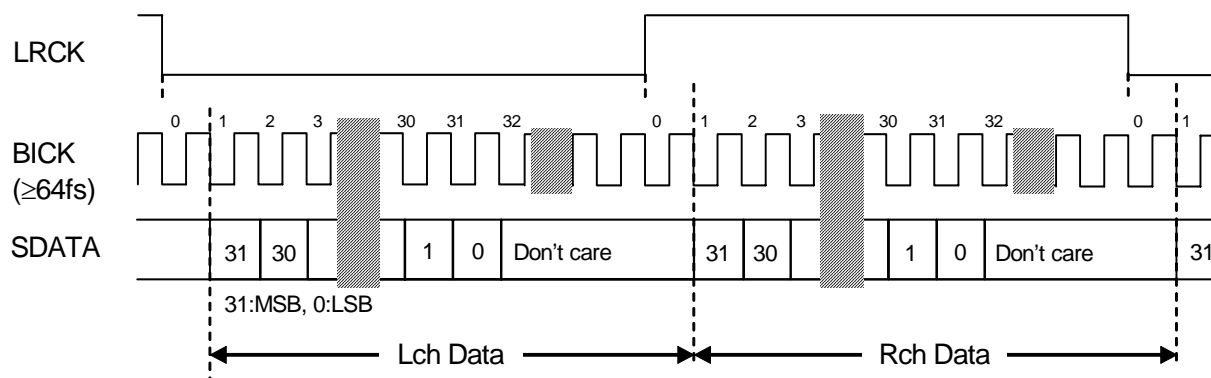 LRCK
0 1 2 3 30 31 32 0 1 2 3 30 31 32 0 1
BICK
(≥64fs)
SDATA 31 30 1 0 Don't care 31 30 1 0 Don't care 31
31:MSB, 0:LSB
Lch Data Rch Data